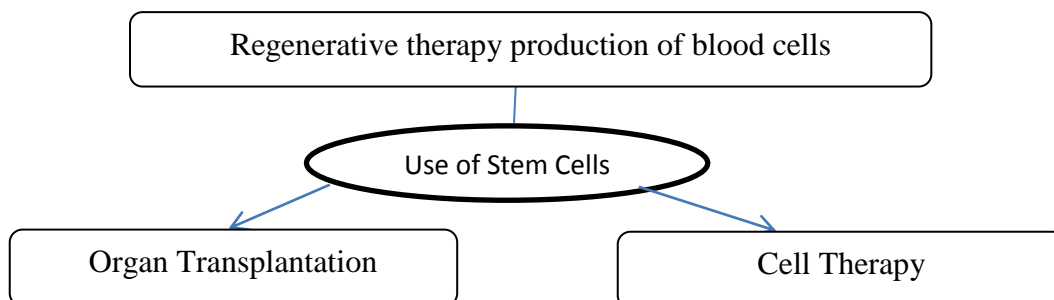 Regenerative therapy production of blood cells
Use of Stem Cells
Organ Transplantation
Cell Therapy